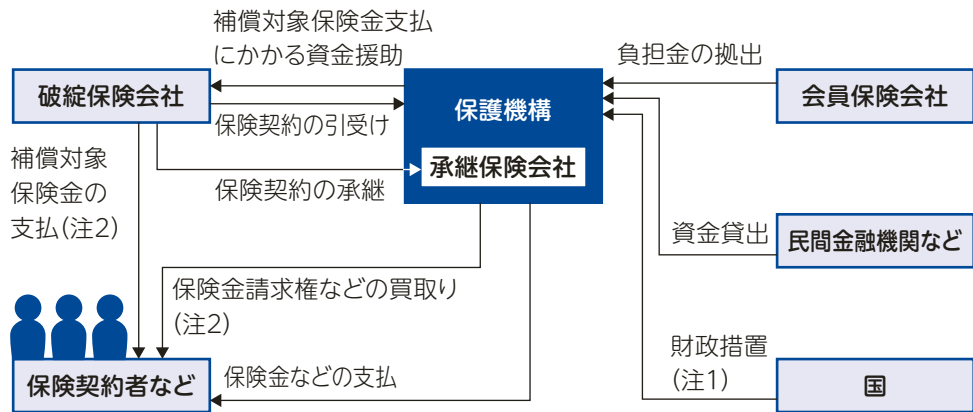 補償対象保険金支払
にかかる資金援助
破綻保険会社
保険契約の引受け
保険契約の承継
保護機構
承継保険会社
負担金の拠出
会員保険会社
補償対象
保険金の
支払(注2)
資金貸出
民間金融機関など
保険金請求権などの買取り
(注2)
財政措置
(注1)
国
保険契約者など
保険金などの支払